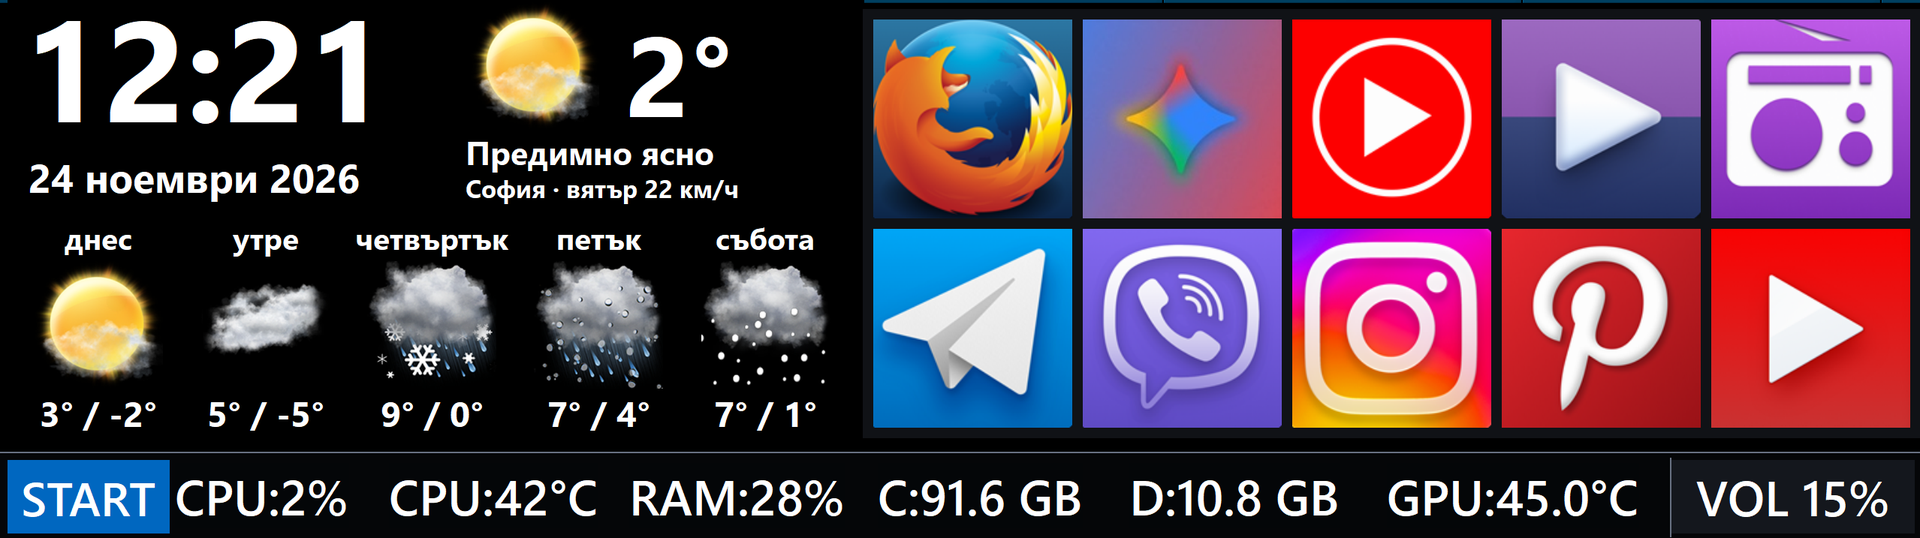 12:21
24 ноември 2026
2°
Предимно ясно
София · вятър 22 км/ч
днес утре четвъртък петък събота
3° / -2° 5° / -5° 9° / 0° 7° / 4° 7° / 1°
START CPU:2% CPU:42°C RAM:28% C:91.6 GB D:10.8 GB GPU:45.0°C VOL 15%